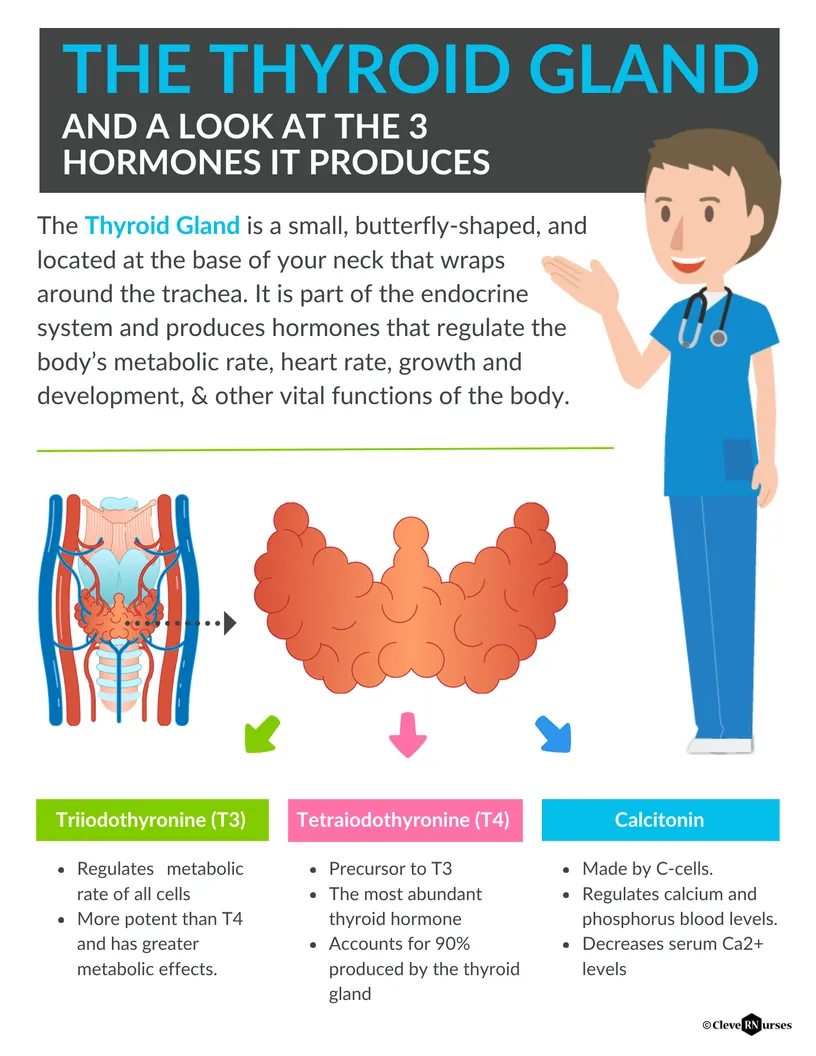 THE THYROID GLAND
AND A LOOK AT THE 3
HORMONES IT PRODUCES
The Thyroid Gland is a small, butterfly-shaped, and
located at the base of your neck that wraps
around the trachea. It is part of the endocrine
system and produces hormones that regulate the
body’s metabolic rate, heart rate, growth and
development, & other vital functions of the body.
Triiodothyronine (T3)
• Regulates metabolic
rate of all cells
• More potent than T4
and has greater
metabolic effects.
Tetraiodothyronine (T4)
• Precursor to T3
• The most abundant
thyroid hormone
• Accounts for 90%
produced by the thyroid
gland
Calcitonin
• Made by C-cells.
• Regulates calcium and
phosphorus blood levels.
• Decreases serum Ca2+
levels
©CleveRNurses